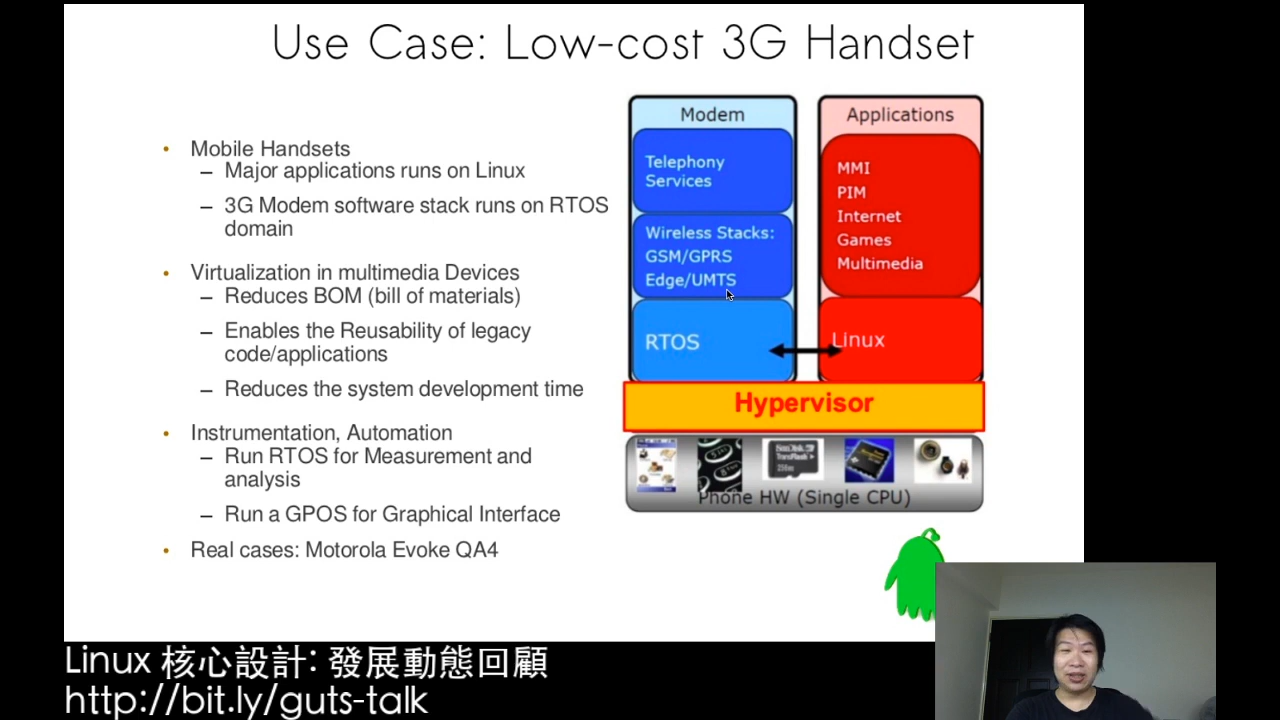 Use Case: Low-cost 3G Handset
• Mobile Handsets
– Major applications runs on Linux
– 3G Modem software stack runs on RTOS
domain
• Virtualization in multimedia Devices
– Reduces BOM (bill of materials)
– Enables the Reusability of legacy
code/applications
– Reduces the system development time
• Instrumentation, Automation
– Run RTOS for Measurement and
analysis
– Run a GPOS for Graphical Interface
• Real cases: Motorola Evoke QA4
Modem
Telephony
Services
Wireless Stacks:
GSM/GPRS
Edge/UMTS
RTOS
Applications
MMI
PIM
Internet
Games
Multimedia
Linux
Hypervisor
SanDisk
TransFlash
Phone HW (Single CPU)
Linux 核心設計: 發展動態回顧
http://bit.ly/guts-talk